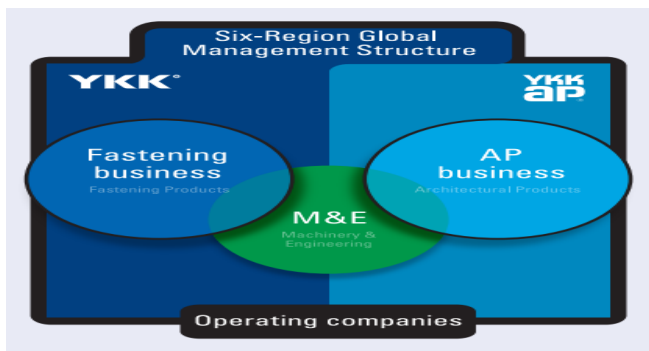 Six-Region Global
Management Structure
YKK
YKK
ap
Fastening
business
Fastening Products
AP
business
Architectural Products
M&E
Machinery &
Engineering
Operating companies